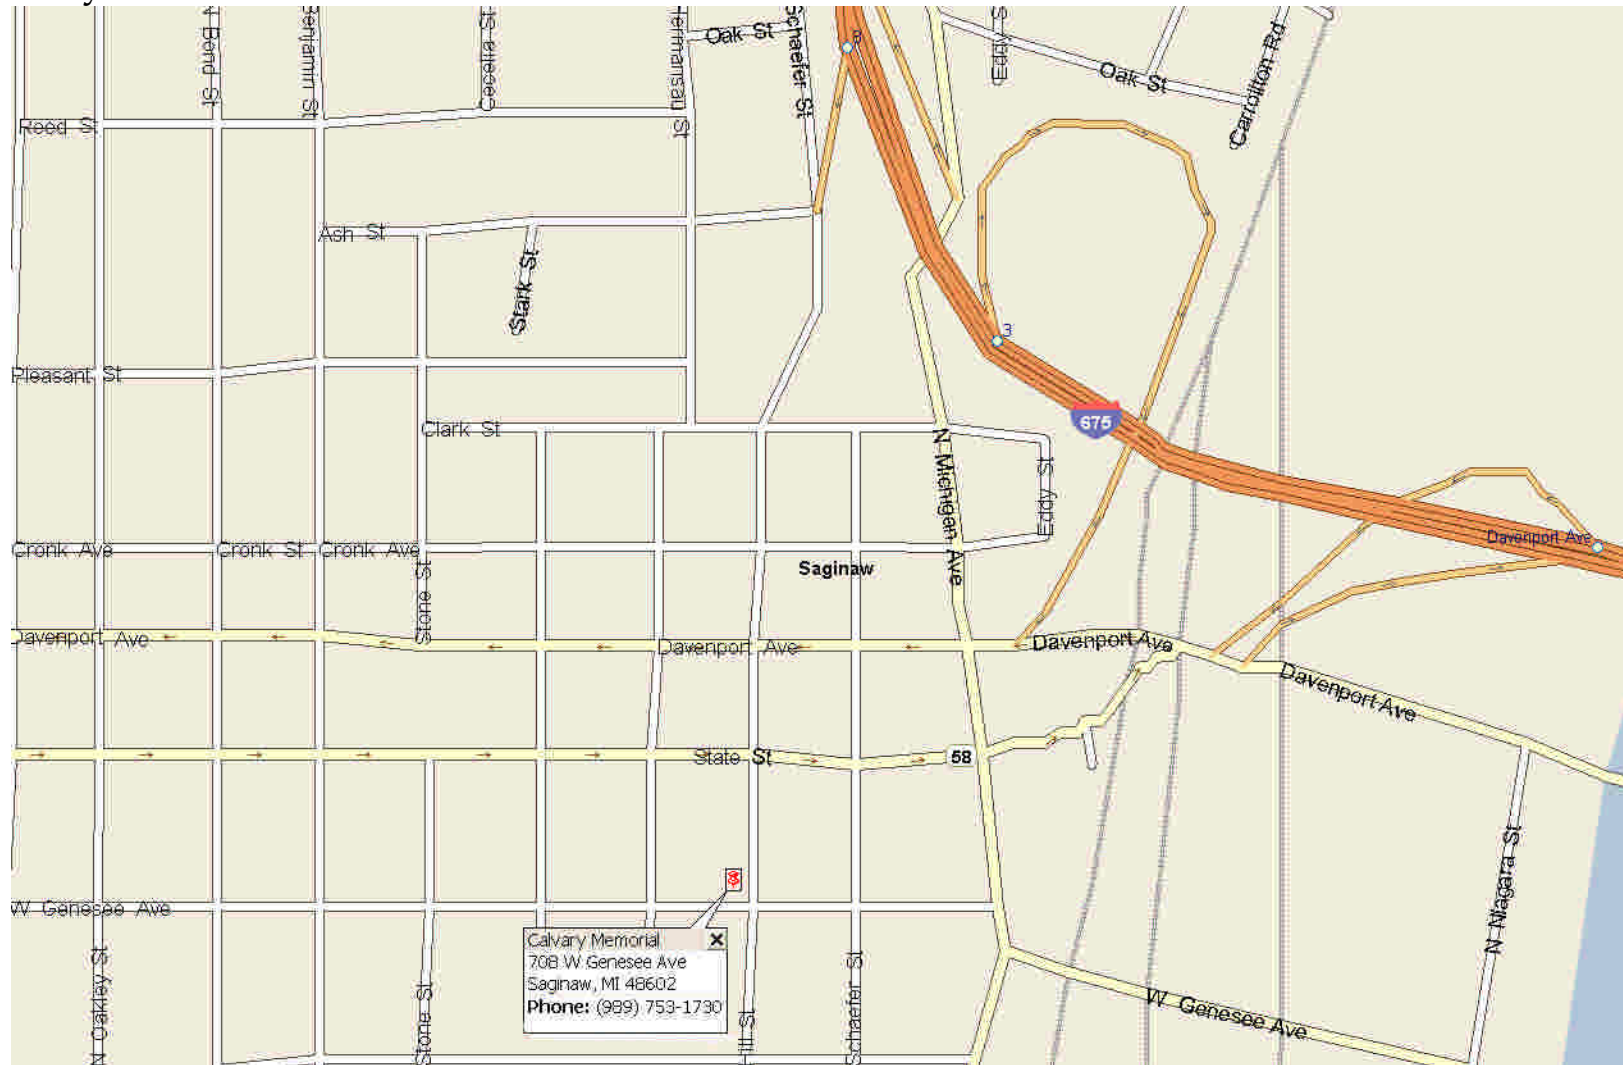 N Bend St
Benjamin St
Cecelia St
Hermansau St
Oak St
Schaefer St
3
Eddy S
Oak St
Carrollton Rd
Reed St
Ash St
Stark St
3
Pleasant St
675
Clark St
N Michigan Ave
Eddy St
Cronk Ave
Cronk St
Cronk Ave
Stone St
Saginaw
Davenport Ave
Davenport Ave
Davenport Ave
Davenport Ave
Davenport Ave
State St
58
N Niagara St
W Genesee Ave
Calvary Memorial
708 W Genesee Ave
Saginaw, MI 48602
Phone: (989) 753-1730
N Oakley St
Stone St
Hill St
Schaefer St
W Genesee Ave